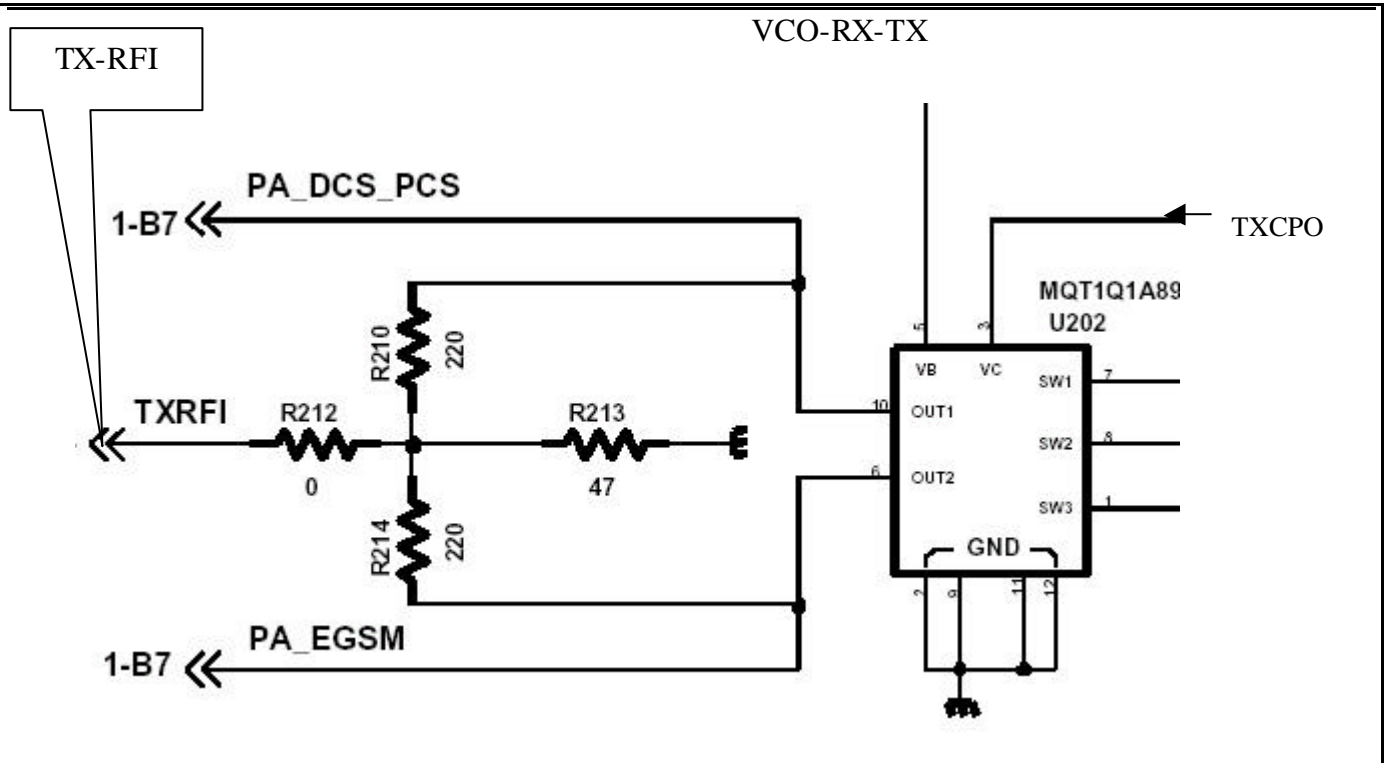 VCO-RX-TX
TX-RFI
PA_DCS_PCS
1-B7
TXCPO
MQT1Q1A89
U202
5
3
R210
220
VB
VC
SW1
7
TXRFI
R212
0
R213
47
10
OUT1
SW2
8
6
OUT2
SW3
1
R214
220
GND
2
9
11
12
PA_EGSM
1-B7